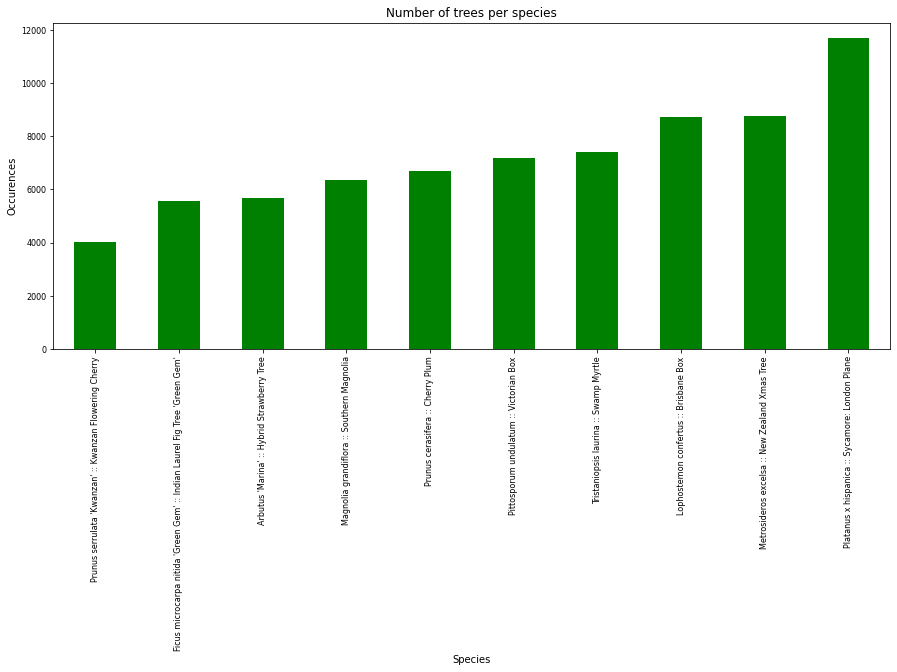 Number of trees per species
Occurences
12000
10000
8000
6000
4000
2000
0
Prunus serrulata 'Kwanzan' :: Kwanzan Flowering Cherry
Ficus microcarpa nitida 'Green Gem' :: Indian Laurel Fig Tree 'Green Gem'
Arbutus 'Marina' :: Hybrid Strawberry Tree
Magnolia grandiflora :: Southern Magnolia
Prunus cerasifera :: Cherry Plum
Pittosporum undulatum :: Victorian Box
Tristaniopsis laurina :: Swamp Myrtle
Lophostemon confertus :: Brisbane Box
Metrosideros excelsa :: New Zealand Xmas Tree
Platanus x hispanica :: Sycamore: London Plane
Species